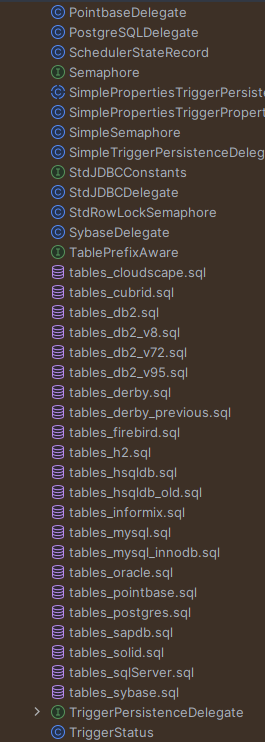 PointbaseDelegate
PostgreSQLDelegate
SchedulerStateRecord
Semaphore
SimplePropertiesTriggerPersiste
SimplePropertiesTriggerPropert
SimpleSemaphore
SimpleTriggerPersistenceDeleg
StdJDBCConstants
StdJDBCDelegate
StdRowLockSemaphore
SybaseDelegate
TablePrefixAware
tables_cloudscape.sql
tables_cubrid.sql
tables_db2.sql
tables_db2_v8.sql
tables_db2_v72.sql
tables_db2_v95.sql
tables_derby.sql
tables_derby_previous.sql
tables_firebird.sql
tables_h2.sql
tables_hsqldb.sql
tables_hsqldb_old.sql
tables_informix.sql
tables_mysql.sql
tables_mysql_innodb.sql
tables_oracle.sql
tables_pointbase.sql
tables_postgres.sql
tables_sapdb.sql
tables_solid.sql
tables_sqlServer.sql
tables_sybase.sql
TriggerPersistenceDelegate
TriggerStatus